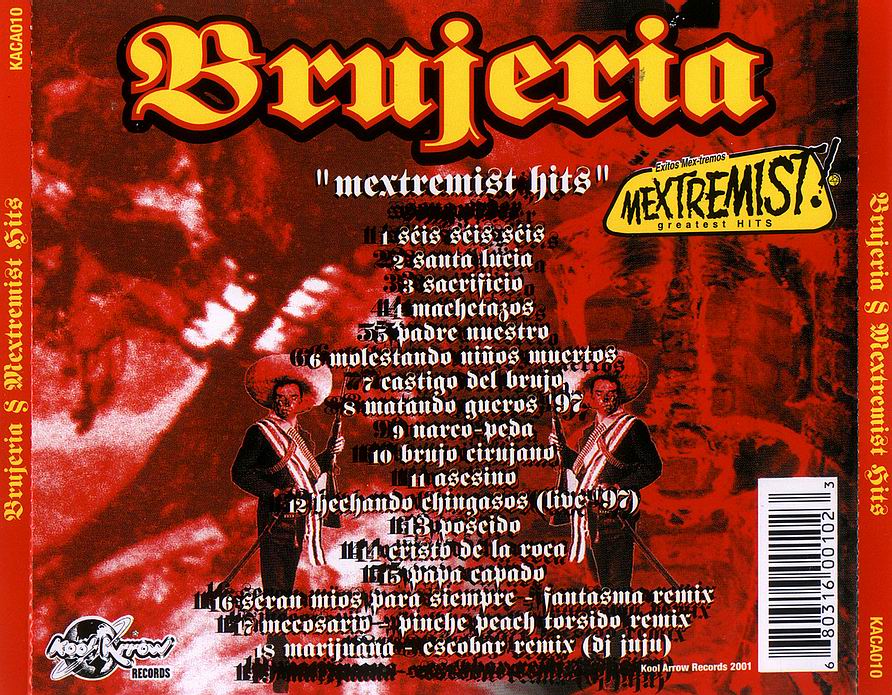 KACA010
Brujeria § Mextremist Hits
Brujeria
"mextremist hits"
Exitos Mex-tremos
MEXTREMIST!
greatest HITS
1 séis séis séis
2 santa lucia
3 sacrificio
4 machetazos
5 padre nuestro
6 molestando niños muertos
7 castigo del brujo
8 matando gueros '97
9 narco-peda
10 brujo cirujano
11 asesino
12 hechando chingasos (live '97)
13 poseido
14 cristo de la roca
15 papa capado
16 seran mios para siempre - fantasma remix
17 mecosario - pinche peach torsido remix
18 marijuana - escobar remix (dj juju)
Kool Arrow
RECORDS
Kool Arrow Records 2001
6 80316 00102 3
Brujeria § Mextremist Hits
KACA010